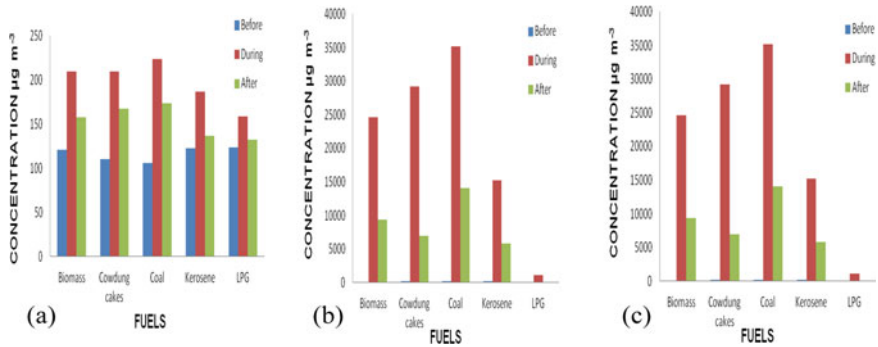 CONCENTRATION µg m-3
250
200
150
100
50
0
Before
During
After
Biomass
Cowdung cakes
Coal
Kerosene
LPG
(a)
FUELS
CONCENTRATION µg m-3
40000
35000
30000
25000
20000
15000
10000
5000
0
Before
During
After
Biomass
Cowdung cakes
Coal
Kerosene
LPG
(b)
FUELS
CONCENTRATION µg m-3
40000
35000
30000
25000
20000
15000
10000
5000
0
Before
During
After
Biomass
Cowdung cakes
Coal
Kerosene
LPG
(c)
FUELS